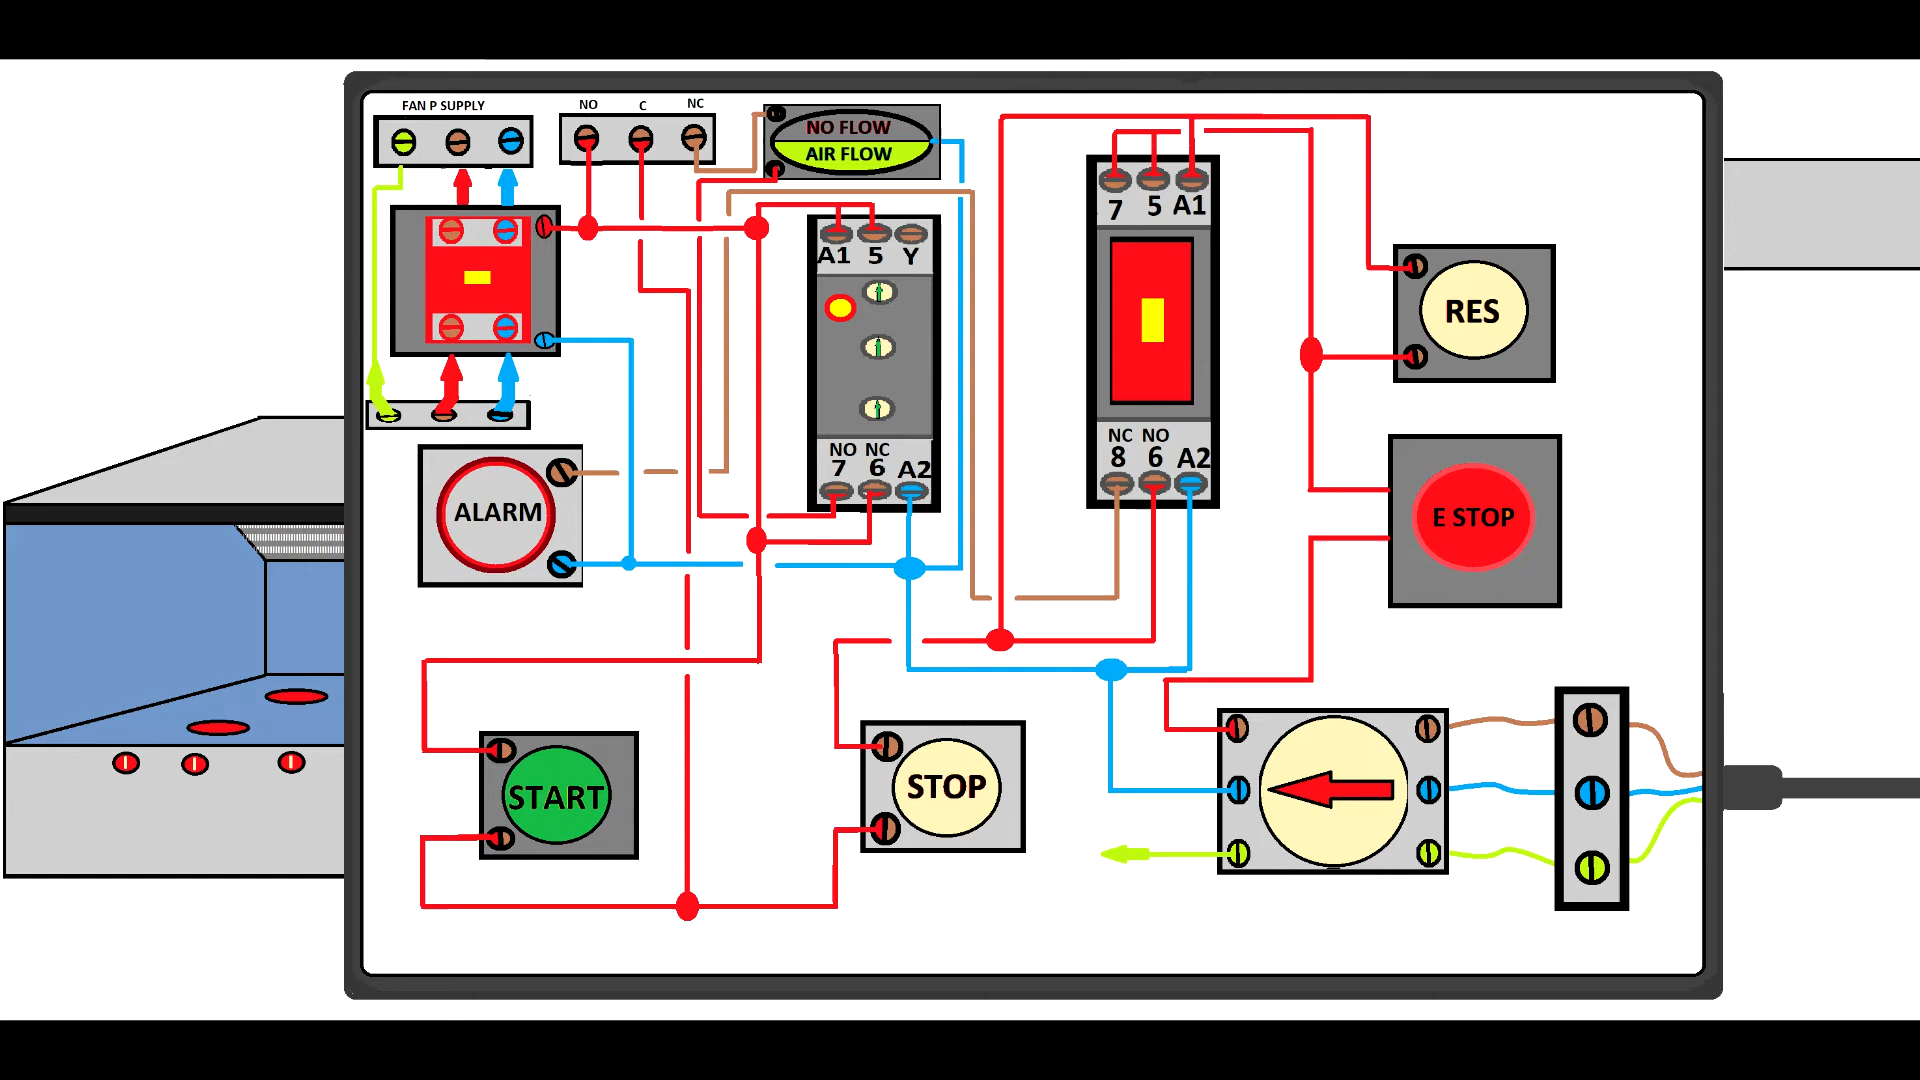 FAN P SUPPLY
NO C NC
NO FLOW
AIR FLOW
7 5 A1
A1 5 Y
RES
NO NC
7 6 A2
NC NO
8 6 A2
ALARM
E STOP
START
STOP